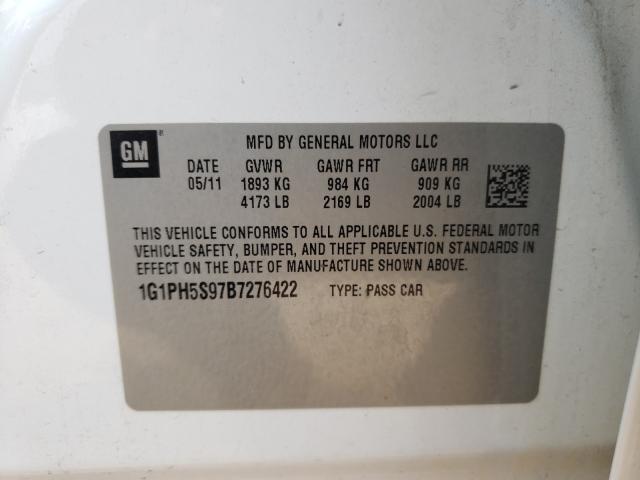 GM®
MFD BY GENERAL MOTORS LLC
DATE GVWR GAWR FRT GAWR RR
05/11 1893 KG 984 KG 909 KG
4173 LB 2169 LB 2004 LB
THIS VEHICLE CONFORMS TO ALL APPLICABLE U.S. FEDERAL MOTOR
VEHICLE SAFETY, BUMPER, AND THEFT PREVENTION STANDARDS IN
EFFECT ON THE DATE OF MANUFACTURE SHOWN ABOVE.
1G1PH5S97B7276422 TYPE: PASS CAR